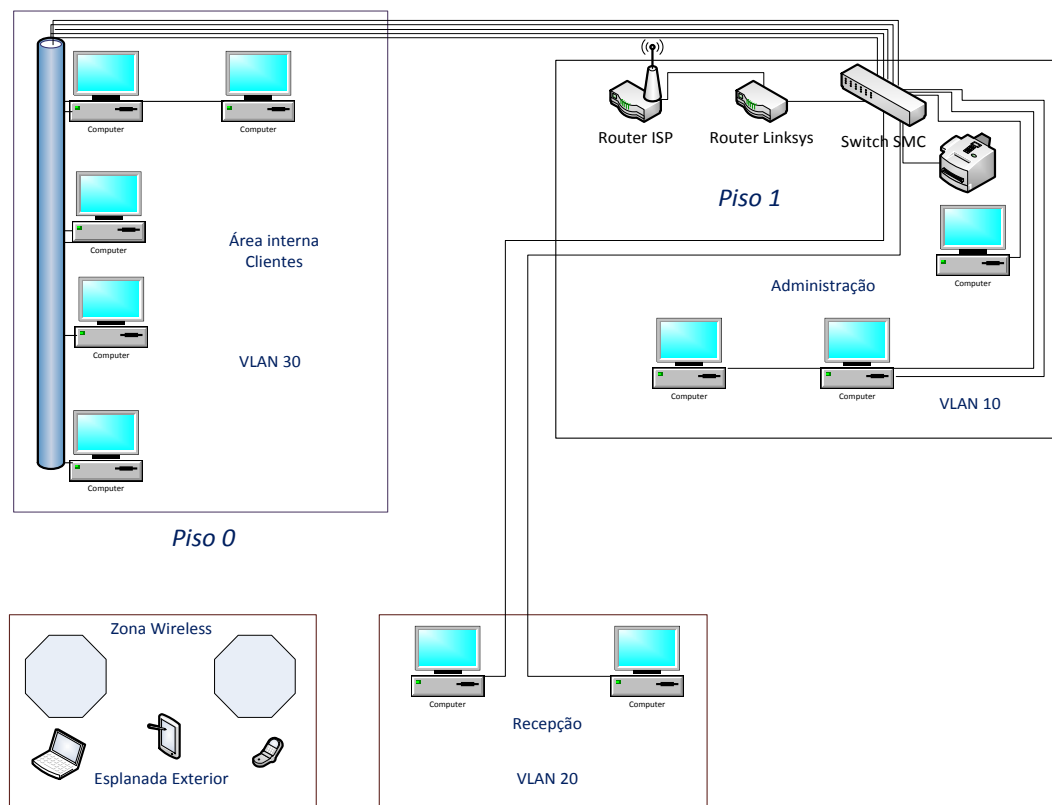 Computer
Computer
Computer
Área interna
Clientes
Computer
VLAN 30
Computer
Piso 0
Router ISP
Router Linksys
Switch SMC
Piso 1
Administração
Computer
Computer
Computer
VLAN 10
Zona Wireless
Esplanada Exterior
Computer
Computer
Recepção
VLAN 20